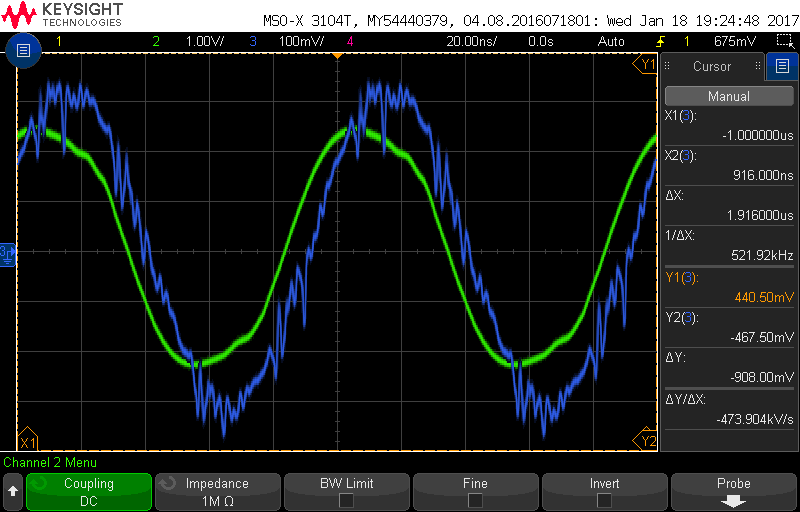 KEYSIGHT
TECHNOLOGIES
MSO-X 3104T, MY54440379, 04.08.2016071801: Wed Jan 18 19:24:48 2017
1 2 1.00V/ 3 100mV/ 4 20.00ns/ 0.0s Auto 1 675mV
Y1
Cursor
Manual
X1(3):
-1.000000us
X2(3):
916.000ns
ΔX:
1.916000us
1/ΔX:
521.92kHz
Y1(3):
440.50mV
Y2(3):
-467.50mV
ΔY:
-908.00mV
ΔY/ΔX:
-473.904kV/s
3
X1
Y2
Channel 2 Menu
Coupling
DC
Impedance
1M Ω
BW Limit
Fine
Invert
Probe